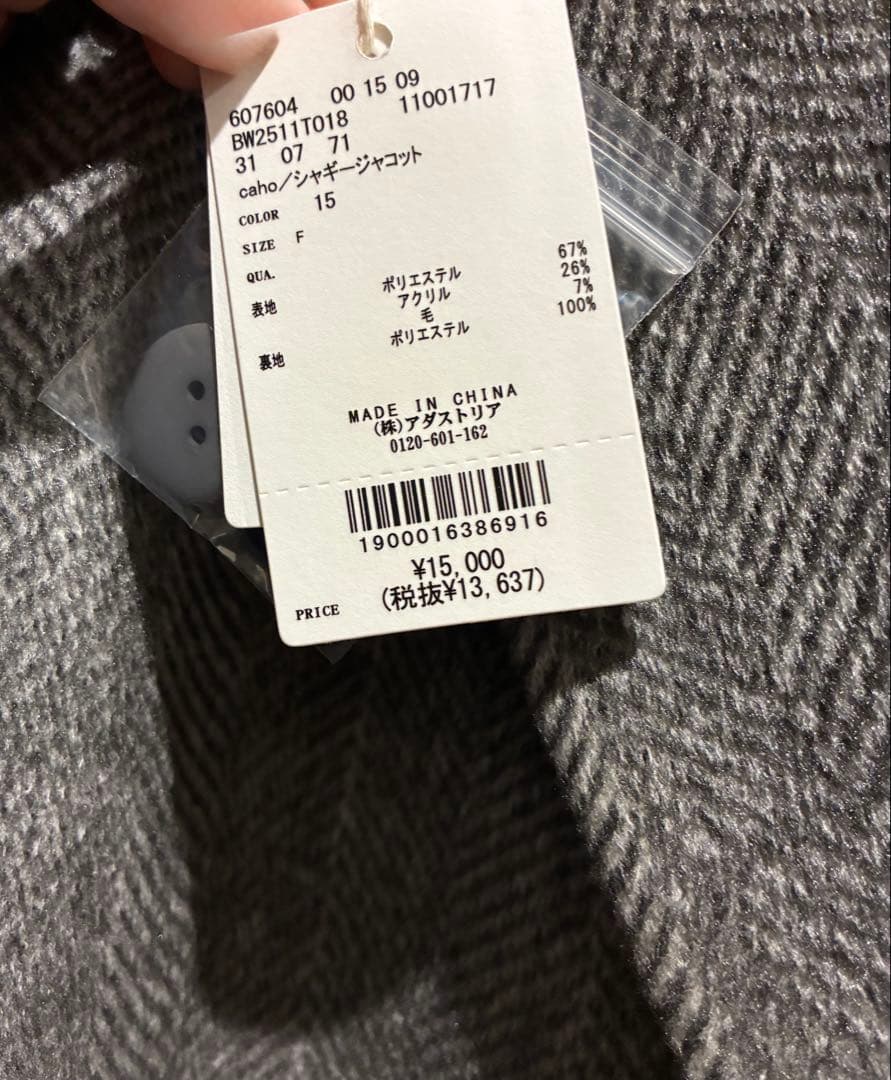 607604 00 15 09
BW2511T018 11001717
31 07 71
caho／シャギージャコット
COLOR 15
SIZE F
QUA.
表地 ポリエステル 67%
アクリル 26%
毛 7%
裏地 ポリエステル 100%
MADE IN CHINA
(株)アダストリア
0120-601-162
1900016386916
¥15,000
PRICE (税抜¥13,637)